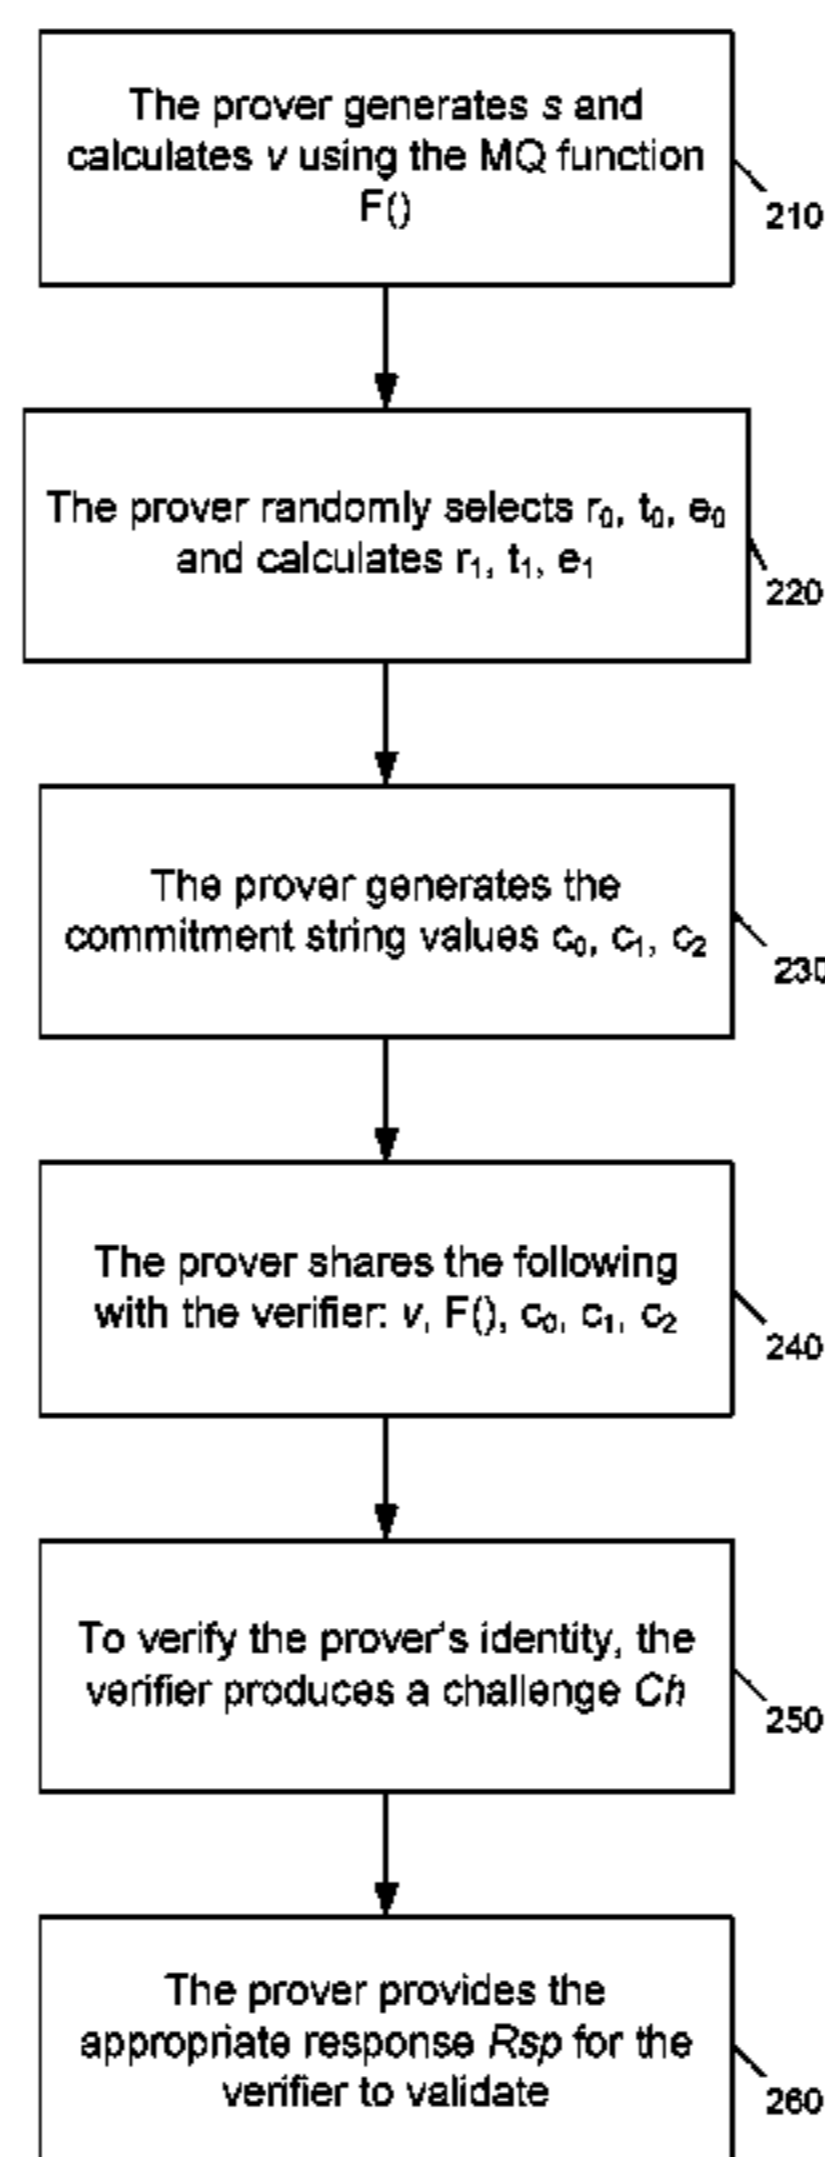 The prover generates s and
calculates v using the MQ function
F()
210
The prover randomly selects r₀, t₀, e₀
and calculates r₁, t₁, e₁
220
The prover generates the
commitment string values c₀, c₁, c₂
230
The prover shares the following
with the verifier: v, F(), c₀, c₁, c₂
240
To verify the prover's identity, the
verifier produces a challenge Ch
250
The prover provides the
appropriate response Rsp for the
verifier to validate
260